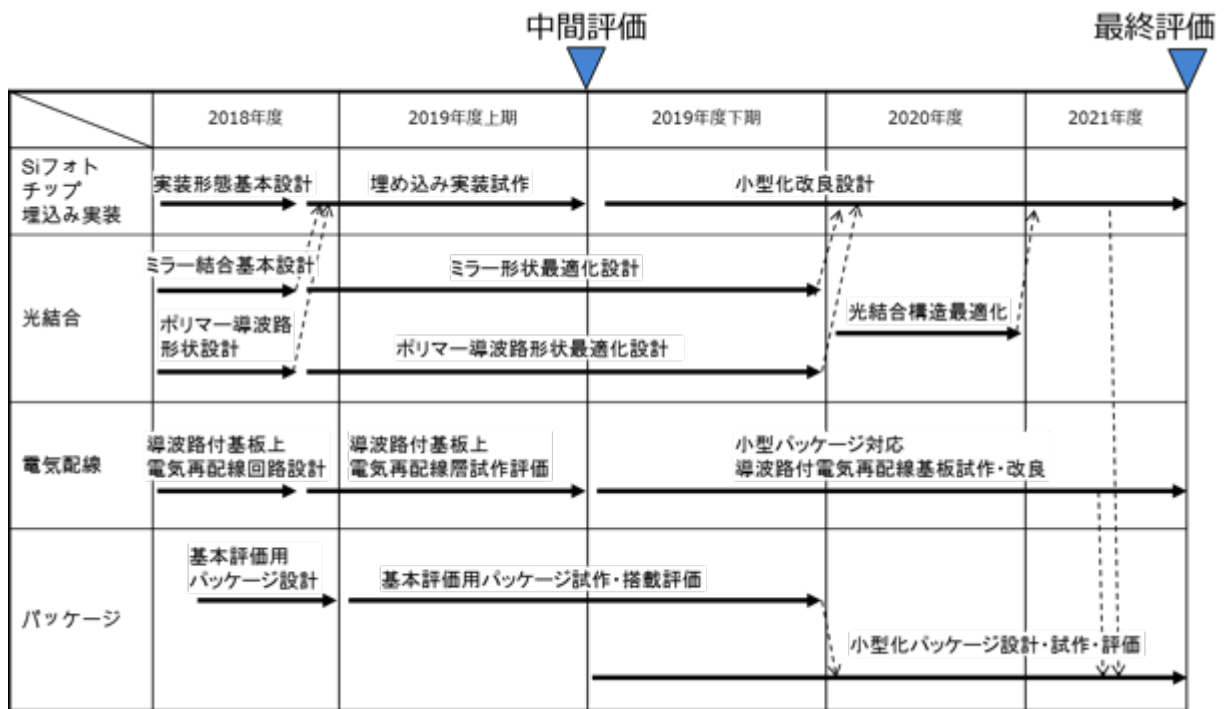 中間評価
最終評価
2018年度
2019年度上期
2019年度下期
2020年度
2021年度
Siフォト
チップ
埋込み実装
実装形態基本設計
埋め込み実装試作
小型化改良設計
光結合
ミラー結合基本設計
ミラー形状最適化設計
光結合構造最適化
ポリマー導波路
形状設計
ポリマー導波路形状最適化設計
電気配線
導波路付基板上
電気再配線回路設計
導波路付基板上
電気再配線層試作評価
小型パッケージ対応
導波路付電気再配線基板試作・改良
パッケージ
基本評価用
パッケージ設計
基本評価用パッケージ試作・搭載評価
小型化パッケージ設計・試作・評価